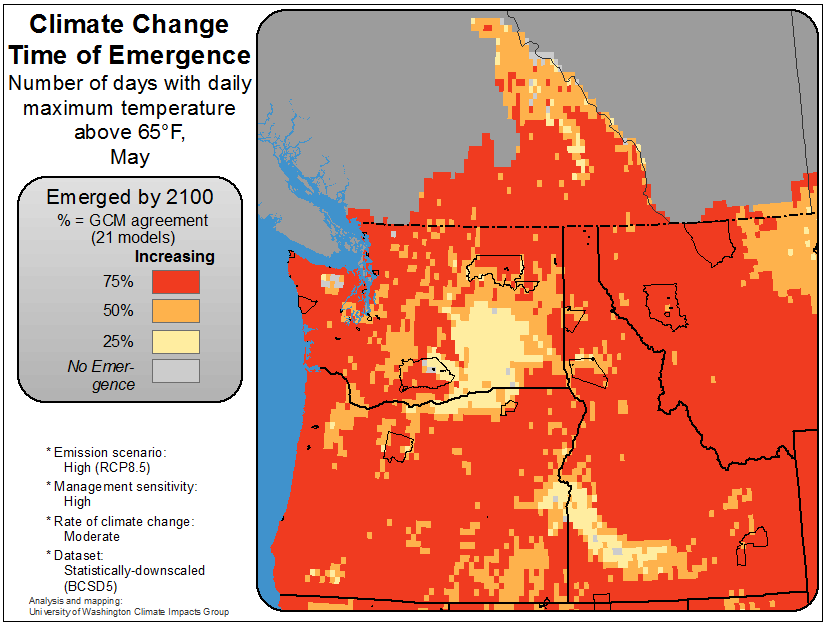 Climate Change
Time of Emergence
Number of days with daily
maximum temperature
above 65°F,
May
Emerged by 2100
% = GCM agreement
(21 models)
Increasing
75%
50%
25%
No Emer-
gence
* Emission scenario:
High (RCP8.5)
* Management sensitivity:
High
* Rate of climate change:
Moderate
* Dataset:
Statistically-downscaled
(BCSD5)
Analysis and mapping:
University of Washington Climate Impacts Group